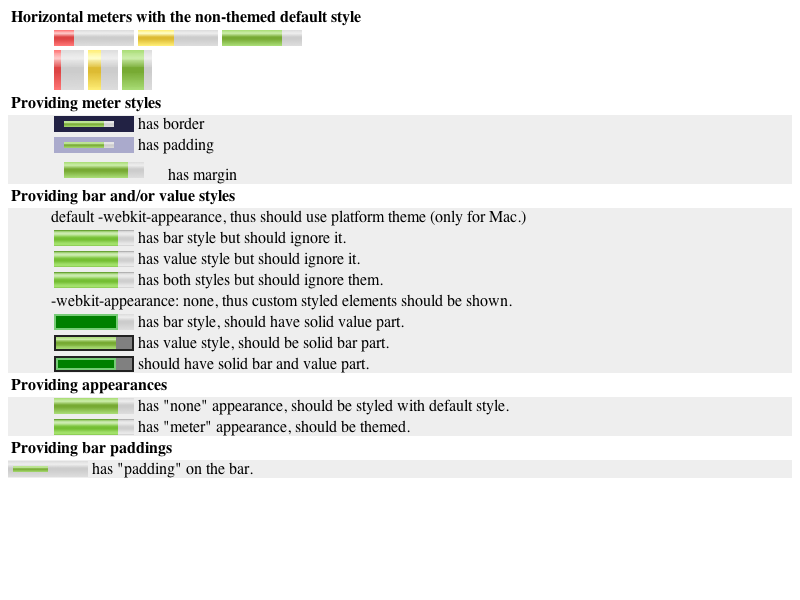 Horizontal meters with the non-themed default style
Providing meter styles
has border
has padding
has margin
Providing bar and/or value styles
default -webkit-appearance, thus should use platform theme (only for Mac.)
has bar style but should ignore it.
has value style but should ignore it.
has both styles but should ignore them.
-webkit-appearance: none, thus custom styled elements should be shown.
has bar style, should have solid value part.
has value style, should be solid bar part.
should have solid bar and value part.
Providing appearances
has "none" appearance, should be styled with default style.
has "meter" appearance, should be themed.
Providing bar paddings
has "padding" on the bar.